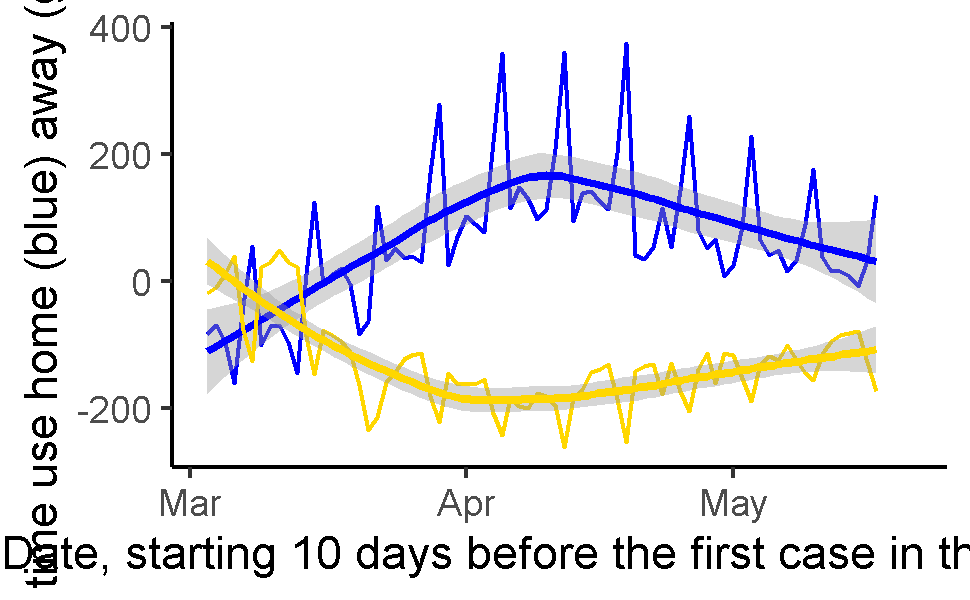 time use home (blue) away (
400
200
0
-200
Mar Apr May
Date, starting 10 days before the first case in th